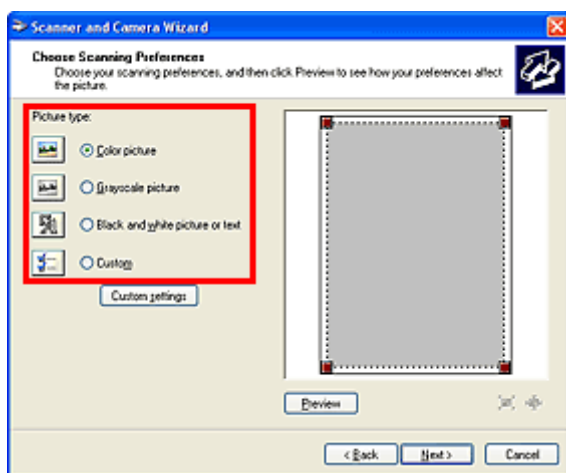 Scanner and Camera Wizard
Choose Scanning Preferences
Choose your scanning preferences, and then click Preview to see how your preferences affect
the picture.
Picture type:
Color picture
Grayscale picture
Black and white picture or text
Custom
Custom settings
Preview
< Back
Next >
Cancel